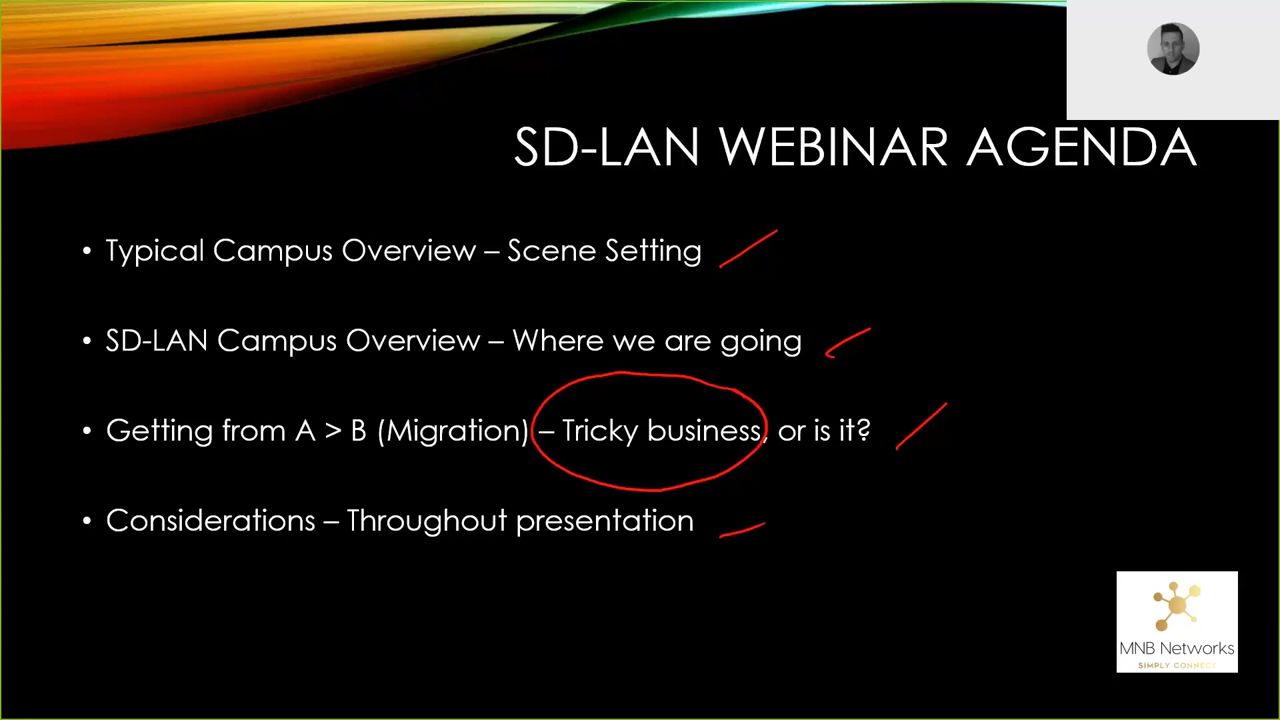 SD-LAN WEBINAR AGENDA
• Typical Campus Overview – Scene Setting
• SD-LAN Campus Overview – Where we are going
• Getting from A > B (Migration) – Tricky business, or is it?
• Considerations – Throughout presentation
MNB Networks
SIMPLY CONNECT